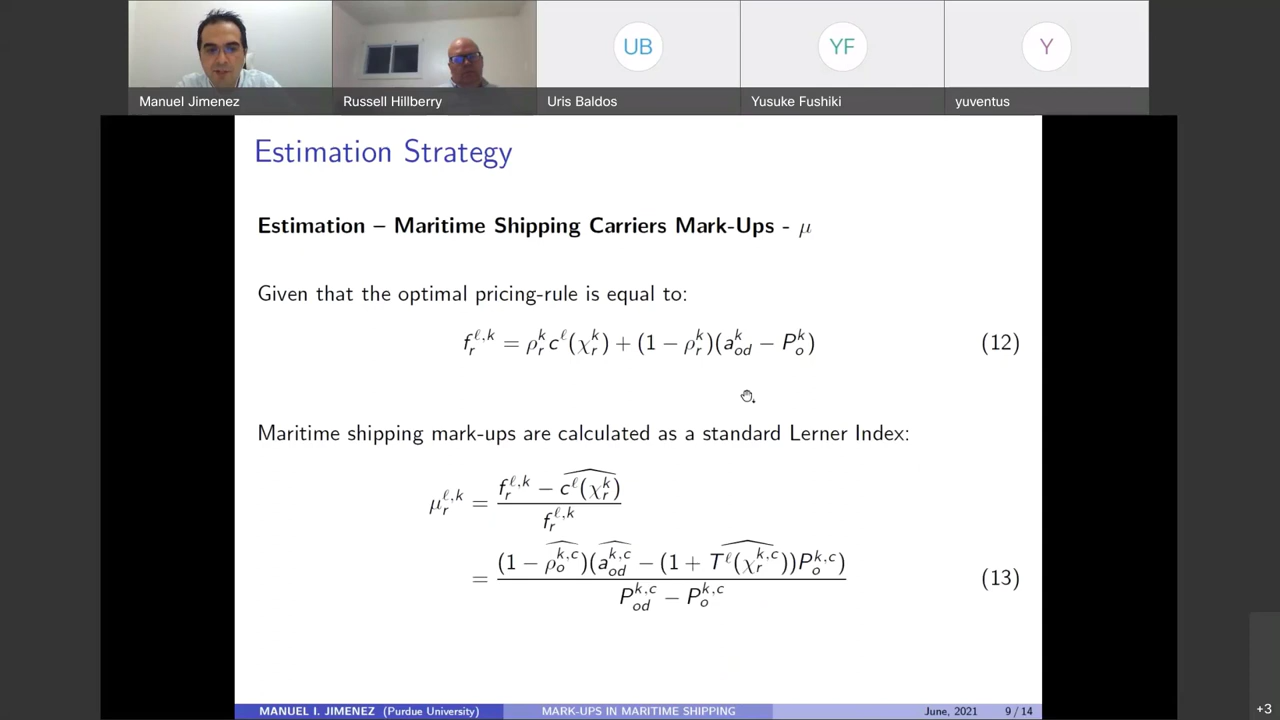 UB
YF
Y
Manuel Jimenez
Russell Hillberry
Uris Baldos
Yusuke Fushiki
yuventus
Estimation Strategy
Estimation – Maritime Shipping Carriers Mark-Ups - μ
Given that the optimal pricing-rule is equal to:
f_r^{ℓ,k} = ρ_r^k c^ℓ(χ_r^k) + (1 − ρ_r^k)(a_{od}^k − P_o^k) (12)
Maritime shipping mark-ups are calculated as a standard Lerner Index:
μ_r^{ℓ,k} = \frac{f_r^{ℓ,k} − \widehat{c^ℓ(χ_r^k)}}{f_r^{ℓ,k}}
= \frac{(1 − \widehat{ρ_o^{k,c}})(\widehat{a_{od}^{k,c}} − (1 + \widehat{T^ℓ(χ_r^{k,c})})P_o^{k,c})}{P_{od}^{k,c} − P_o^{k,c}} (13)
MANUEL I. JIMENEZ (Purdue University) MARK-UPS IN MARITIME SHIPPING June, 2021 9 / 14
+3